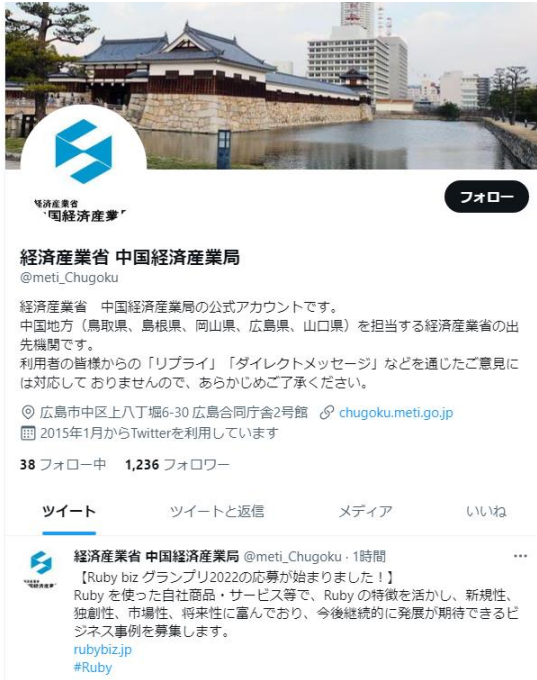 経済産業省
国経済産業
フォロー
経済産業省 中国経済産業局
@meti_Chugoku
経済産業省　中国経済産業局の公式アカウントです。
中国地方（鳥取県、島根県、岡山県、広島県、山口県）を担当する経済産業省の出
先機関です。
利用者の皆様からの「リプライ」「ダイレクトメッセージ」などを通じたご意見に
は対応して おりませんので、あらかじめご了承ください。
広島市中区上八丁堀6-30 広島合同庁舎2号館 chugoku.meti.go.jp
2015年1月からTwitterを利用しています
38 フォロー中 1,236 フォロワー
ツイート ツイートと返信 メディア いいね
経済産業省 中国経済産業局 @meti_Chugoku · 1時間 ···
【Ruby biz グランプリ2022の応募が始まりました！】
Ruby を使った自社商品・サービス等で、Ruby の特徴を活かし、新規性、
独創性、市場性、将来性に富んでおり、今後継続的に発展が期待できるビ
ジネス事例を募集します。
rubybiz.jp
#Ruby